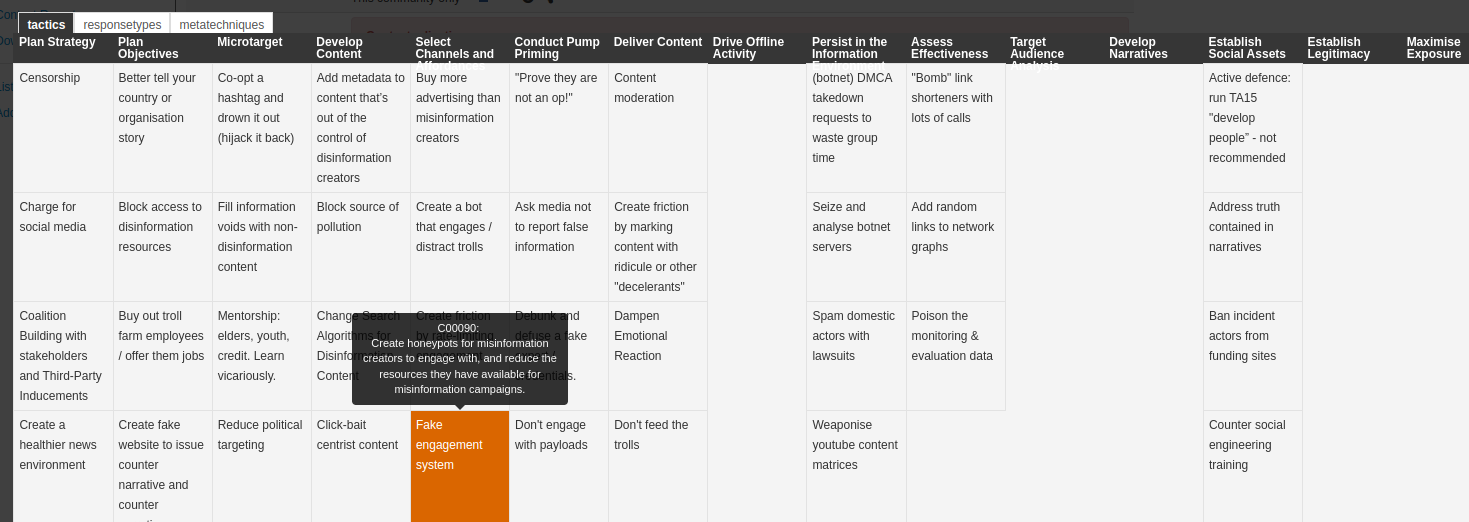 This community only
tactics
responsetypes
metatechniques
Plan Strategy
Plan
Objectives
Microtarget
Develop
Content
Select
Channels and
Affordances
Conduct Pump
Priming
Deliver Content
Drive Offline
Activity
Persist in the
Information
Environment
Assess
Effectiveness
Target
Audience
Analysis
Develop
Narratives
Establish
Social Assets
Establish
Legitimacy
Maximise
Exposure
Censorship
Better tell your
country or
organisation
story
Co-opt a
hashtag and
drown it out
(hijack it back)
Add metadata to
content that's
out of the
control of
disinformation
creators
Buy more
advertising than
misinformation
creators
"Prove they are
not an op!"
Content
moderation
(botnet) DMCA
takedown
requests to
waste group
time
"Bomb" link
shorteners with
lots of calls
Active defence:
run TA15
"develop
people" - not
recommended
Charge for
social media
Block access to
disinformation
resources
Fill information
voids with non-
disinformation
content
Block source of
pollution
Create a bot
that engages /
distract trolls
Ask media not
to report false
information
Create friction
by marking
content with
ridicule or other
"decelerants"
Seize and
analyse botnet
servers
Add random
links to network
graphs
Address truth
contained in
narratives
Coalition
Building with
stakeholders
and Third-Party
Inducements
Buy out troll
farm employees
/ offer them jobs
Mentorship:
elders, youth,
credit. Learn
vicariously.
Change Search
Algorithms for
Disinformation
Content
Create friction
by rate-limiting
engagement
Debunk and
defuse a fake
expert /
credentials.
Dampen
Emotional
Reaction
Spam domestic
actors with
lawsuits
Poison the
monitoring &
evaluation data
Ban incident
actors from
funding sites
C00090:
Create honeypots for misinformation
creators to engage with, and reduce the
resources they have available for
misinformation campaigns.
Create a
healthier news
environment
Create fake
website to issue
counter
narrative and
counter
Reduce political
targeting
Click-bait
centrist content
Fake
engagement
system
Don't engage
with payloads
Don't feed the
trolls
Weaponise
youtube content
matrices
Counter social
engineering
training